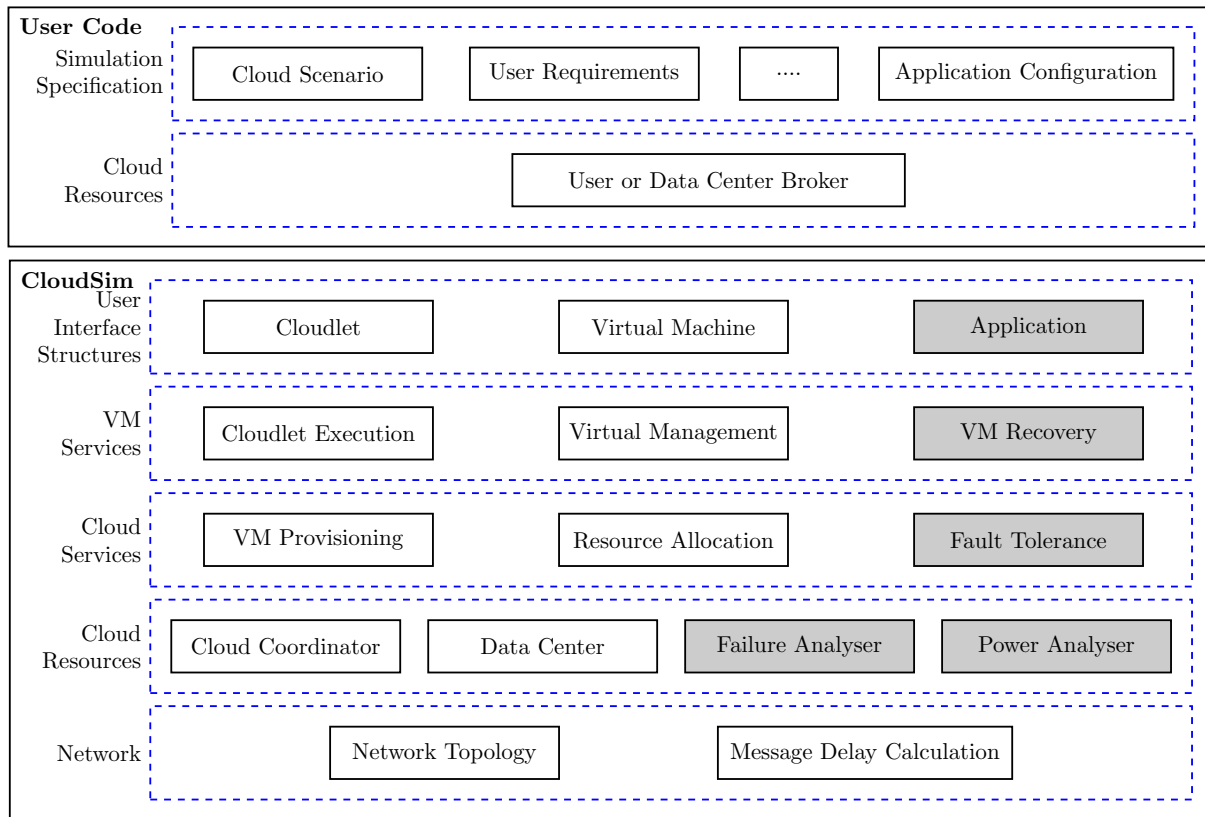 User Code
Simulation
Specification
Cloud Scenario
User Requirements
....
Application Configuration
Cloud
Resources
User or Data Center Broker
CloudSim
User
Interface
Structures
Cloudlet
Virtual Machine
Application
VM
Services
Cloudlet Execution
Virtual Management
VM Recovery
Cloud
Services
VM Provisioning
Resource Allocation
Fault Tolerance
Cloud
Resources
Cloud Coordinator
Data Center
Failure Analyser
Power Analyser
Network
Network Topology
Message Delay Calculation